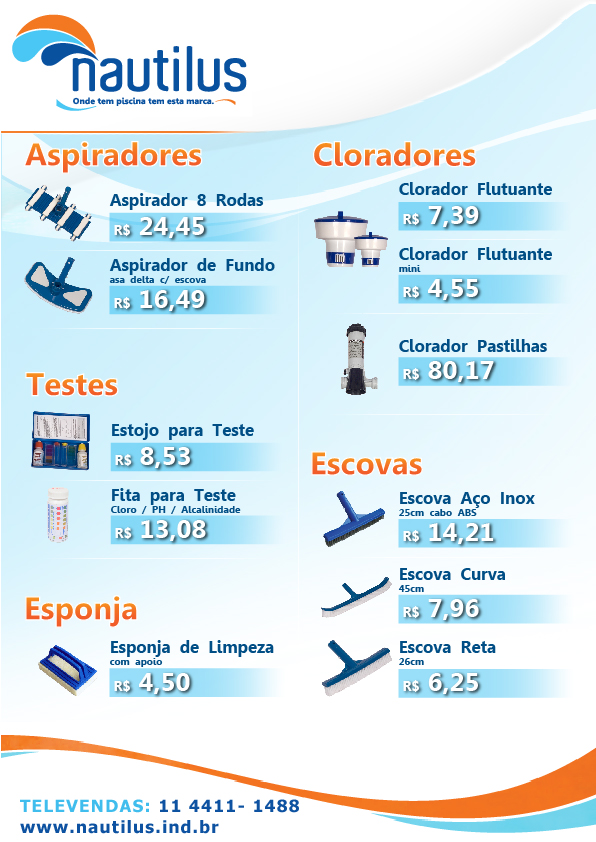 nautilus
Onde tem piscina tem esta marca.
Aspiradores
Aspirador 8 Rodas
R$ 24,45
Aspirador de Fundo
asa delta c/ escova
R$ 16,49
Testes
Estojo para Teste
R$ 8,53
Fita para Teste
Cloro / PH / Alcalinidade
R$ 13,08
Esponja
Esponja de Limpeza
com apoio
R$ 4,50
Cloradores
Clorador Flutuante
R$ 7,39
Clorador Flutuante
mini
R$ 4,55
Clorador Pastilhas
R$ 80,17
Escovas
Escova Aço Inox
25cm cabo ABS
R$ 14,21
Escova Curva
45cm
R$ 7,96
Escova Reta
26cm
R$ 6,25
TELEVENDAS: 11 4411- 1488
www.nautilus.ind.br